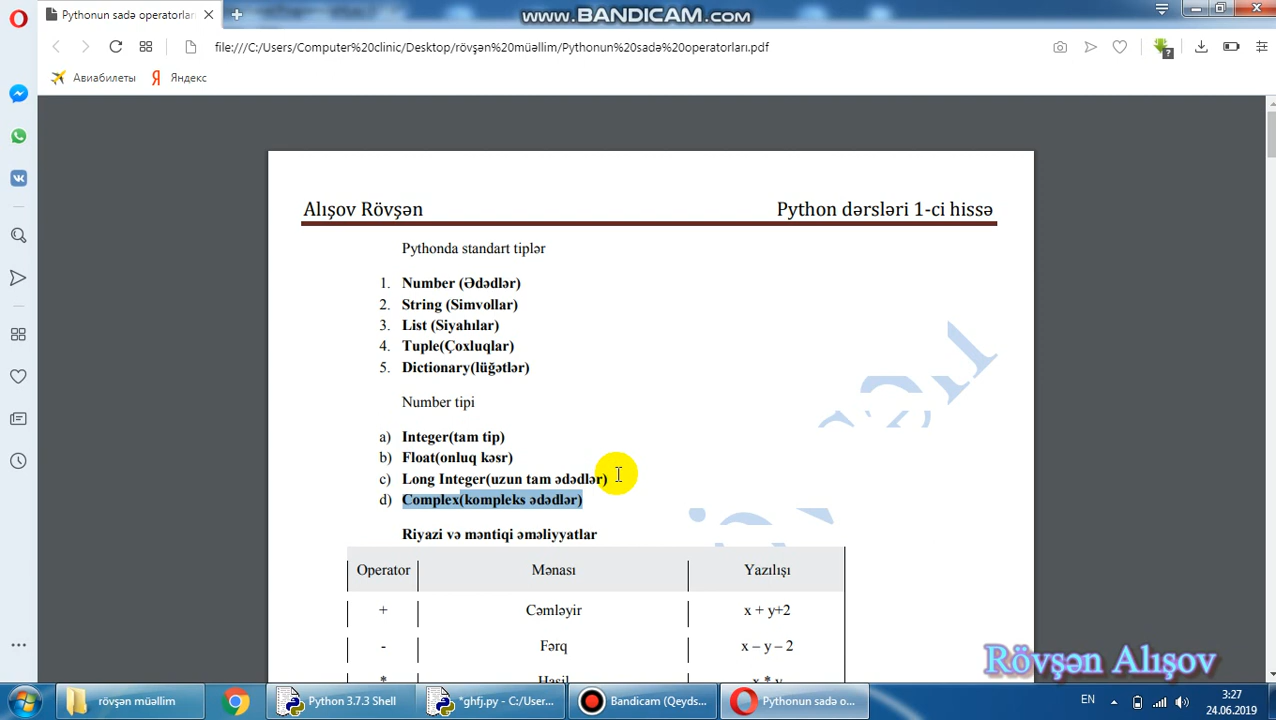 Pythonun sadə operatorları
www.BANDICAM.com
file:///C:/Users/Computer%20clinic/Desktop/rövşən%20müəllim/Pythonun%20sadə%20operatorları.pdf
Авиабилеты
Яндекс
Alışov Rövşən
Python dərsləri 1-ci hissə
Pythonda standart tiplər
1. Number (Ədədlər)
2. String (Simvollar)
3. List (Siyahılar)
4. Tuple(Çoxluqlar)
5. Dictionary(lüğətlər)
Number tipi
a) Integer(tam tip)
b) Float(onluq kəsr)
c) Long Integer(uzun tam ədədlər)
d) Complex(kompleks ədədlər)
Riyazi və məntiqi əməliyyatlar
Operator Mənası Yazılışı
+ Cəmləyir x + y+2
- Fərq x – y – 2
* Hasil x * y
Rövşən Alışov
rövşən müəllim
Python 3.7.3 Shell
*ghfj.py - C:/User...
Bandicam (Qeyds...
Pythonun sadə o...
EN
3:27
24.06.2019